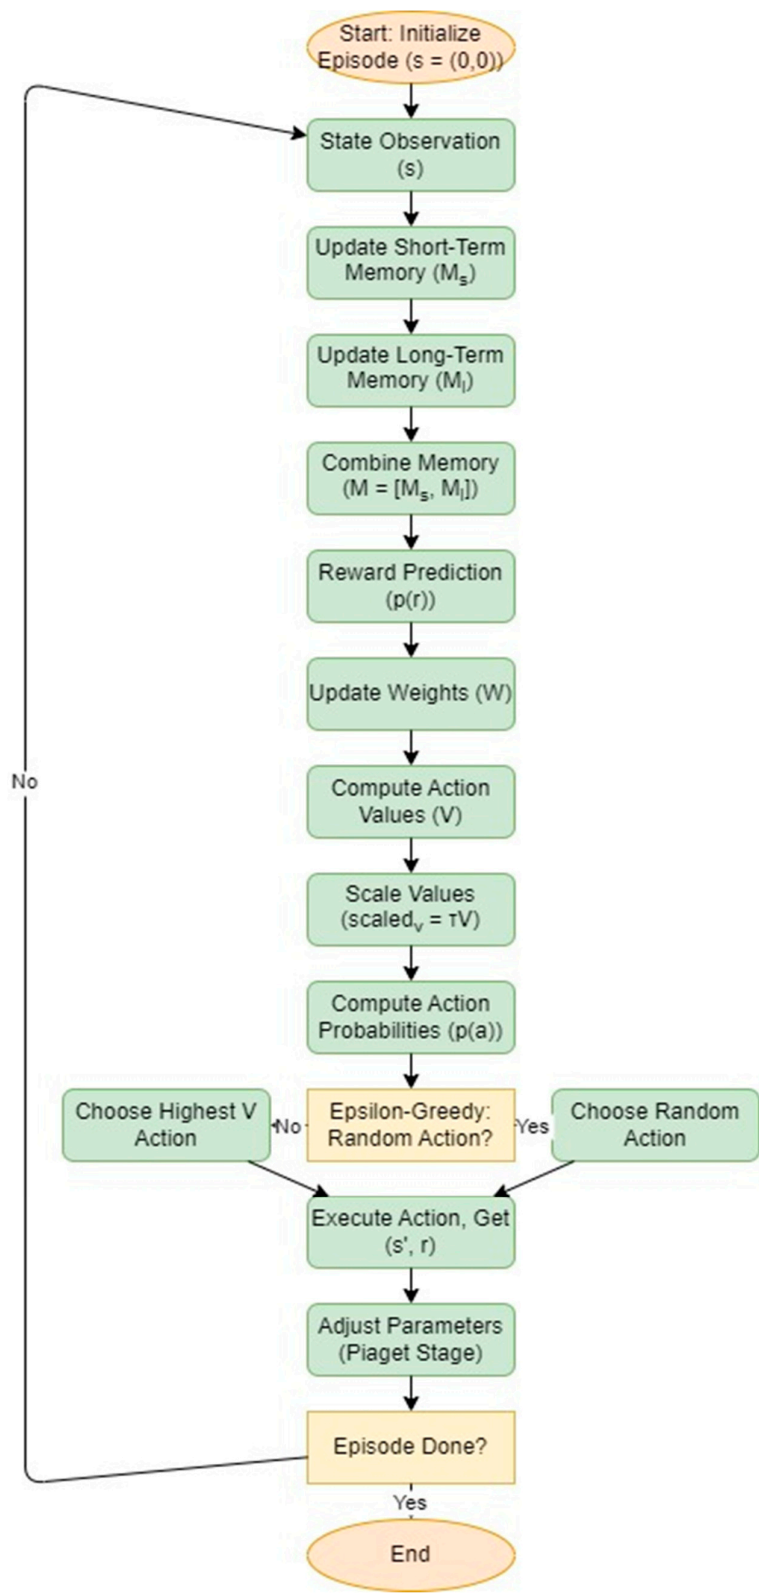 Start: Initialize
Episode (s = (0,0))
State Observation
(s)
Update Short-Term
Memory (Mₛ)
Update Long-Term
Memory (Mₗ)
Combine Memory
(M = [Mₛ, Mₗ])
Reward Prediction
(p(r))
Update Weights (W)
No
Compute Action
Values (V)
Scale Values
(scaledᵥ = τV)
Compute Action
Probabilities (p(a))
Choose Highest V
Action
No
Epsilon-Greedy:
Random Action?
Yes
Choose Random
Action
Execute Action, Get
(s', r)
Adjust Parameters
(Piaget Stage)
Episode Done?
Yes
End